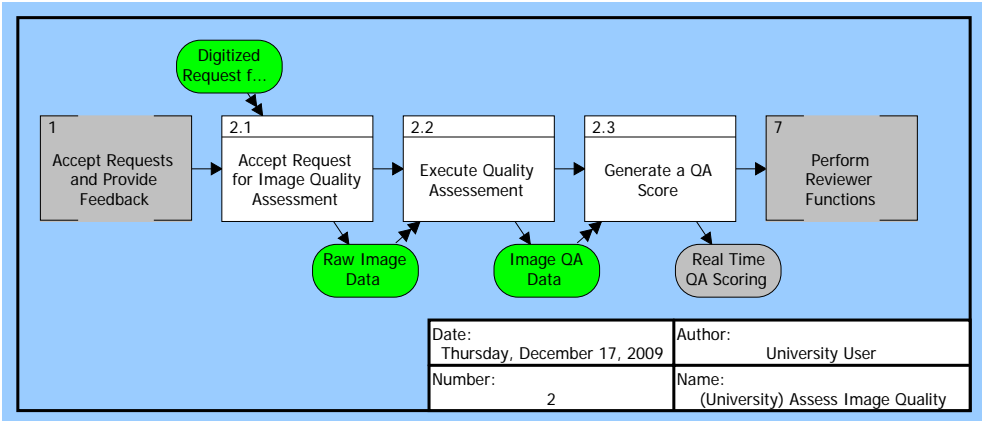 Digitized
Request f...
1
Accept Requests
and Provide
Feedback
2.1
Accept Request
for Image Quality
Assessment
2.2
Execute Quality
Assessement
2.3
Generate a QA
Score
7
Perform
Reviewer
Functions
Raw Image
Data
Image QA
Data
Real Time
QA Scoring
Date:
Thursday, December 17, 2009
Author:
University User
Number:
2
Name:
(University) Assess Image Quality